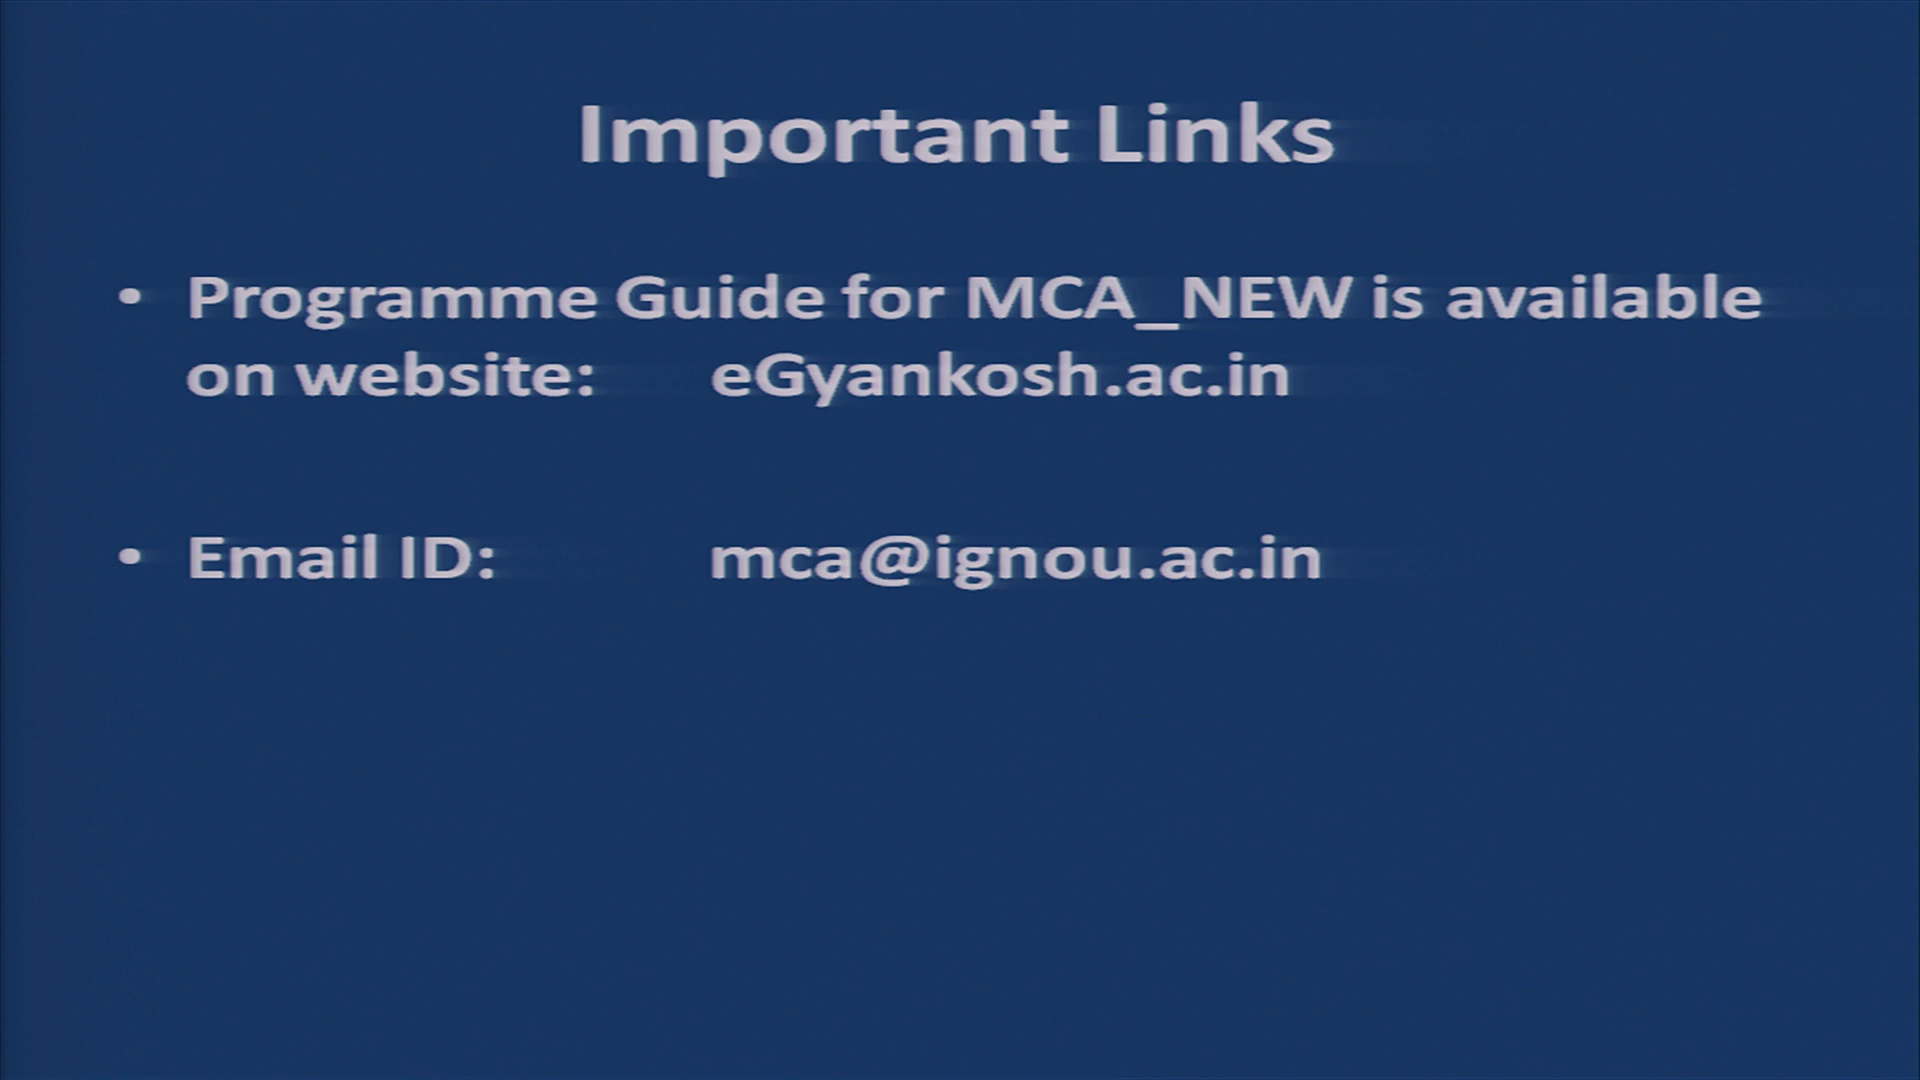 Important Links
• Programme Guide for MCA_NEW is available
on website: eGyankosh.ac.in
• Email ID: mca@ignou.ac.in